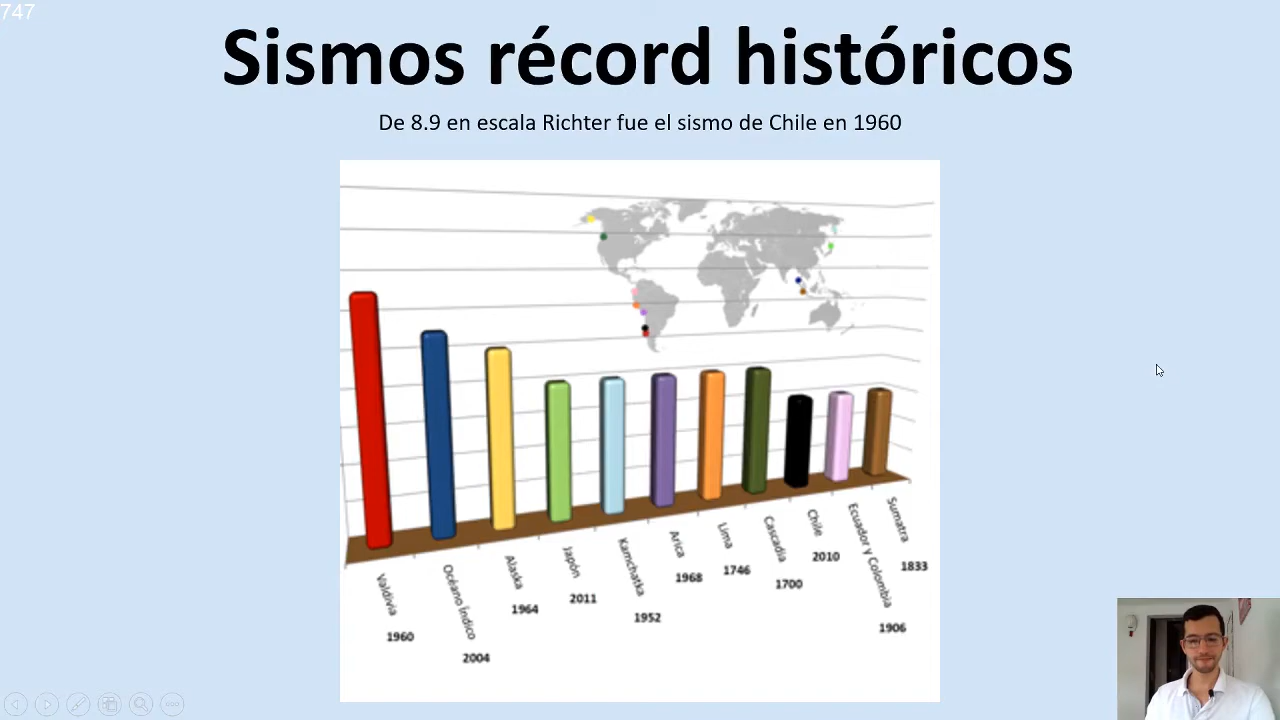 747
Sismos récord históricos
De 8.9 en escala Richter fue el sismo de Chile en 1960
Valdivia
1960
Océano Índico
2004
Alaska
1964
Japón
2011
Kamchatka
1952
Arica
1968
Lima
1746
Cascadia
1700
Chile
2010
Ecuador y Colombia
1906
Sumatra
1833